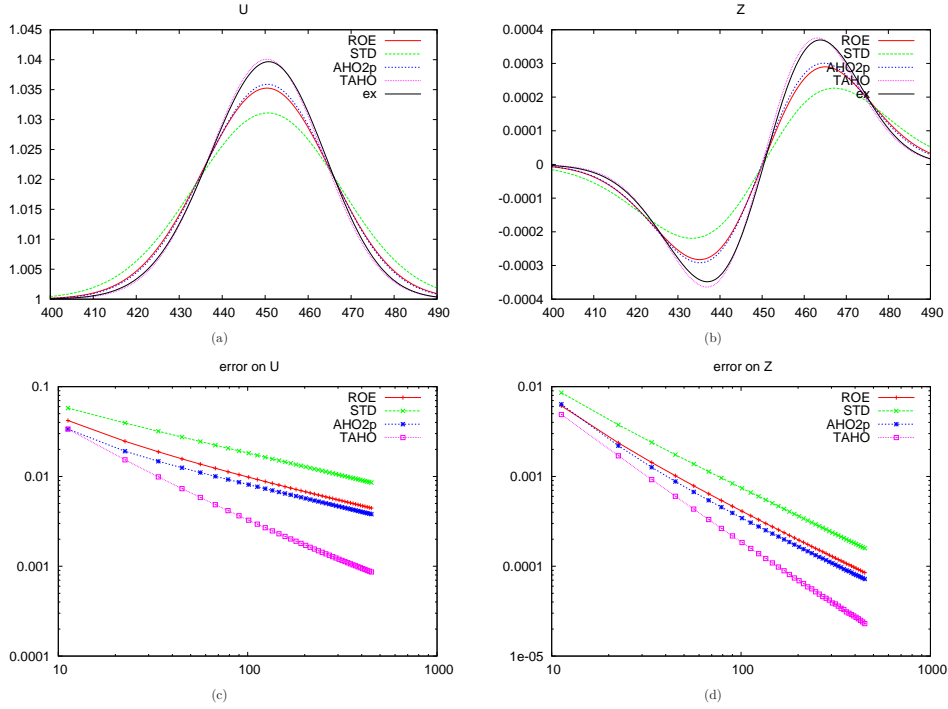 U
1.045
1.04
1.035
1.03
1.025
1.02
1.015
1.01
1.005
1
400 410 420 430 440 450 460 470 480 490
ROE
STD
AHO2p
TAHO
ex
(a)
Z
0.0004
0.0003
0.0002
0.0001
0
-0.0001
-0.0002
-0.0003
-0.0004
400 410 420 430 440 450 460 470 480 490
ROE
STD
AHO2p
TAHO
ex
(b)
error on U
0.1
0.01
0.001
0.0001
10 100 1000
ROE
STD
AHO2p
TAHO
(c)
error on Z
0.01
0.001
0.0001
1e-05
10 100 1000
ROE
STD
AHO2p
TAHO
(d)